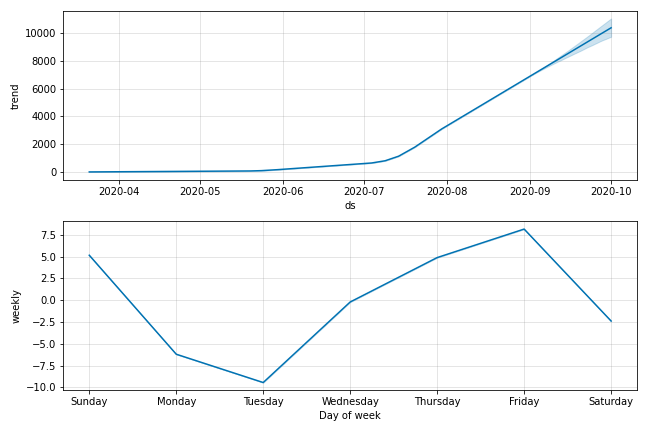 10000
8000
6000
4000
2000
0
trend
2020-04 2020-05 2020-06 2020-07 2020-08 2020-09 2020-10
ds
7.5
5.0
2.5
0.0
−2.5
−5.0
−7.5
−10.0
weekly
Sunday Monday Tuesday Wednesday Thursday Friday Saturday
Day of week